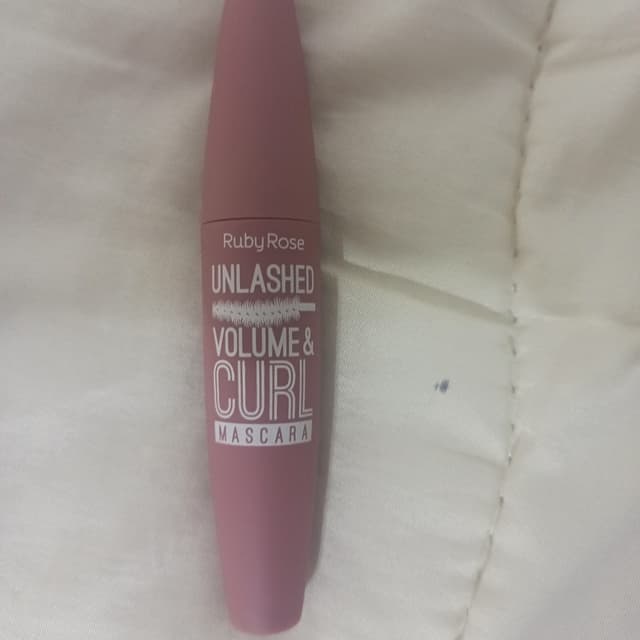 Ruby Rose
UNLASHED
VOLUME &
CURL
MASCARA